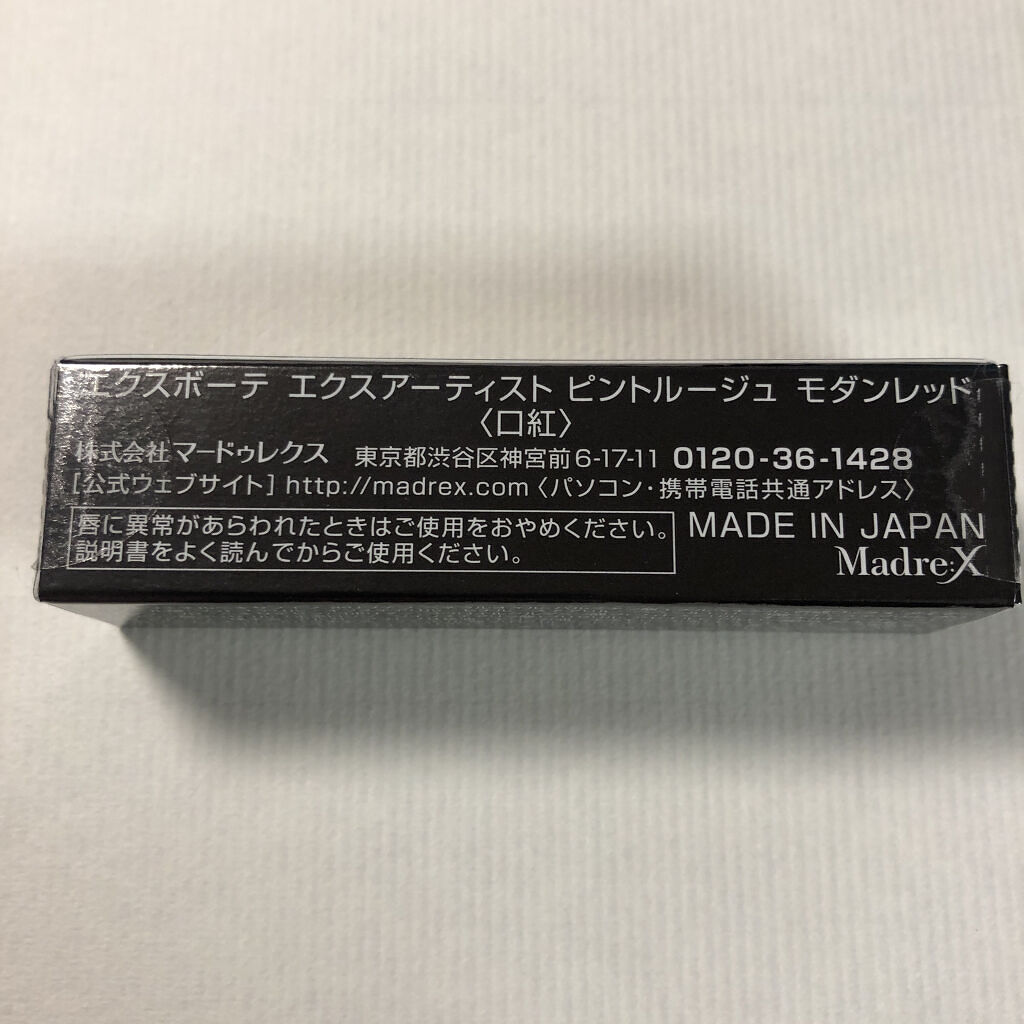 エクスボーテ エクスアーティスト ピントルージュ モダンレッド
〈口紅〉
株式会社 マードゥレクス 東京都渋谷区神宮前6-17-11 0120-36-1428
[公式ウェブサイト] http://madrex.com〈パソコン・携帯電話共通アドレス〉
唇に異常があらわれたときはご使用をおやめください。
説明書をよく読んでからご使用ください。
MADE IN JAPAN
Madre:X